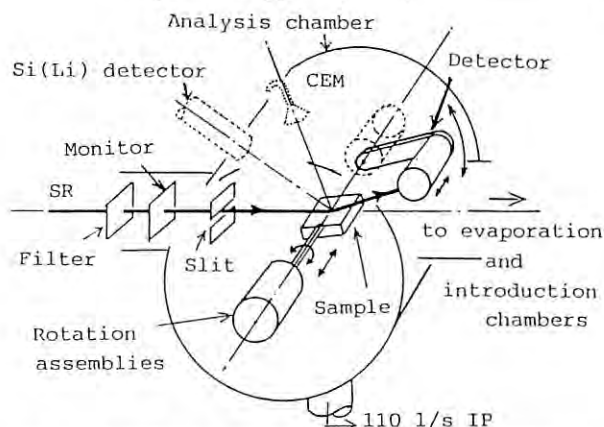 Analysis chamber
Si(Li) detector
CEM
Detector
Monitor
SR
Filter
Slit
Sample
to evaporation
and
introduction
chambers
Rotation
assemblies
110 l/s IP